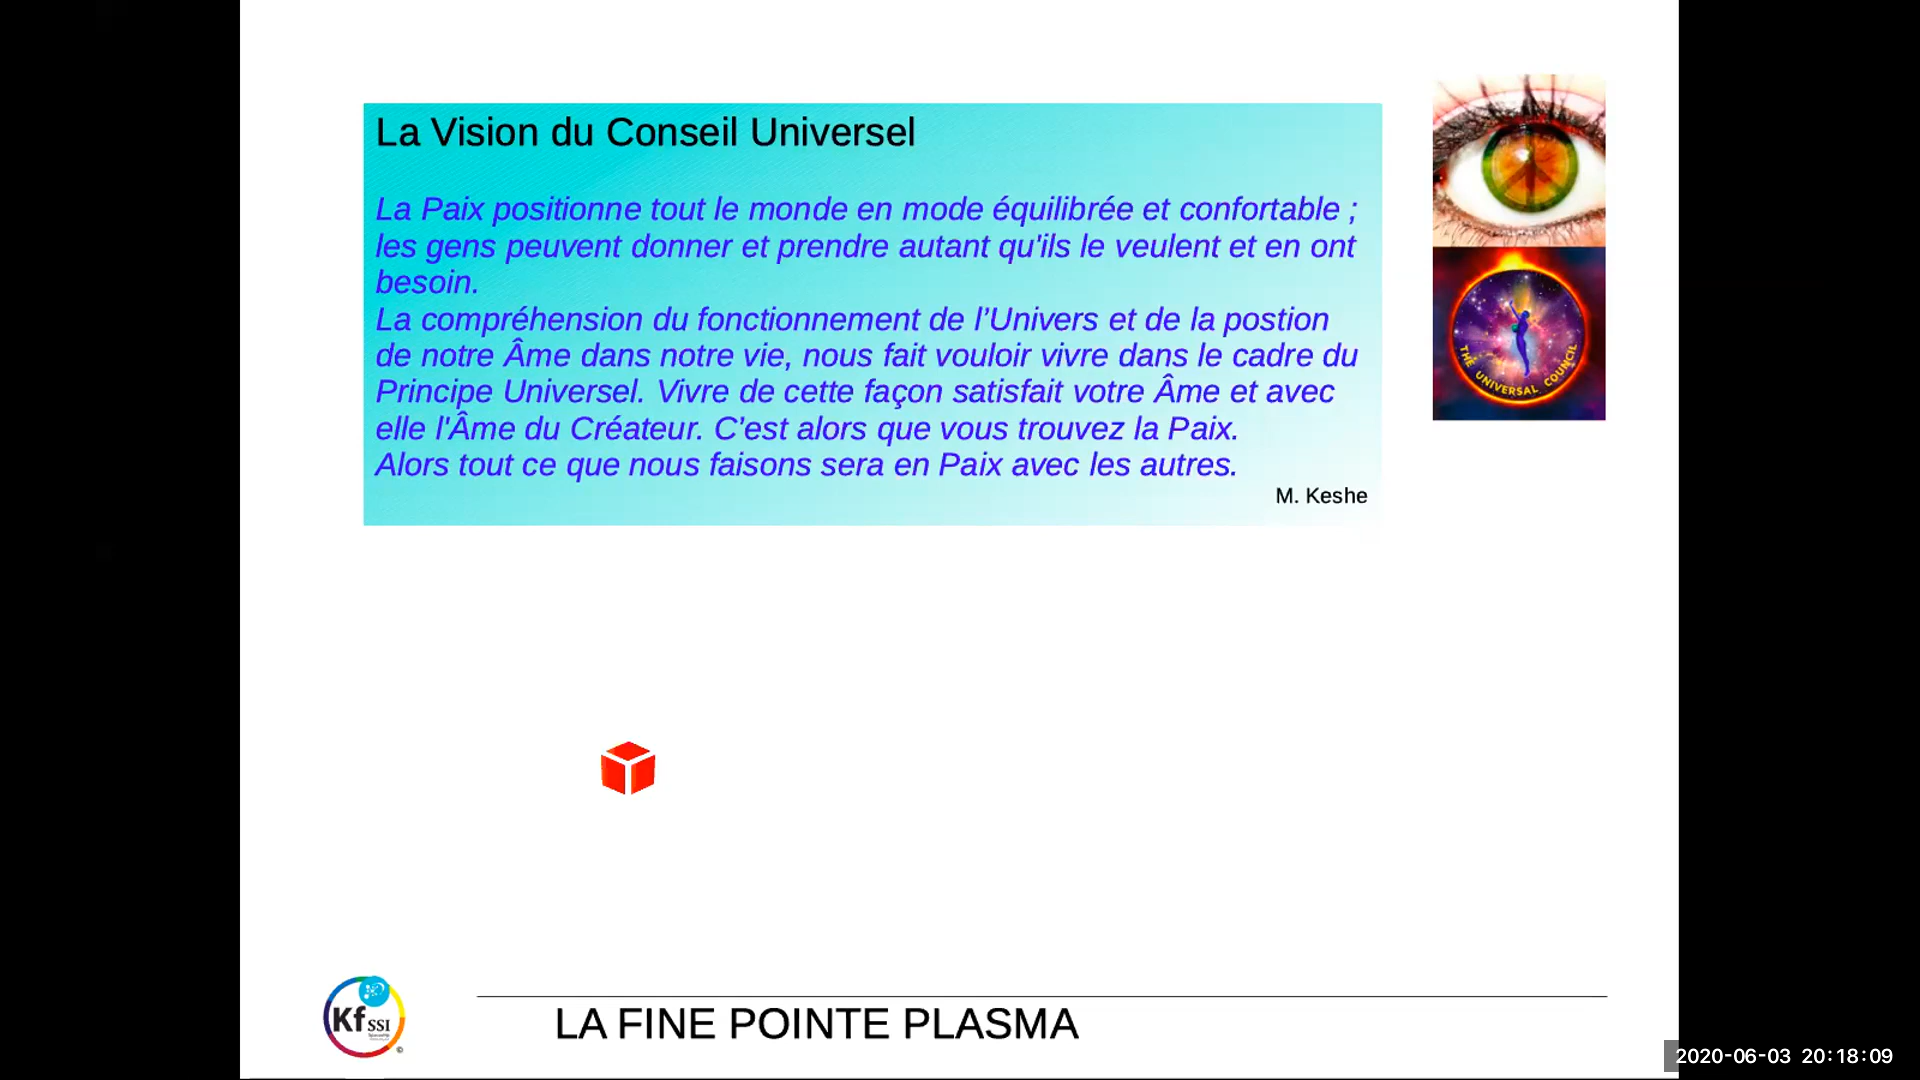 La Vision du Conseil Universel
La Paix positionne tout le monde en mode équilibrée et confortable ;
les gens peuvent donner et prendre autant qu'ils le veulent et en ont
besoin.
La compréhension du fonctionnement de l’Univers et de la postion
de notre Âme dans notre vie, nous fait vouloir vivre dans le cadre du
Principe Universel. Vivre de cette façon satisfait votre Âme et avec
elle l'Âme du Créateur. C’est alors que vous trouvez la Paix.
Alors tout ce que nous faisons sera en Paix avec les autres.
M. Keshe
THE UNIVERSAL COUNCIL
Kf SSI
©
LA FINE POINTE PLASMA
2020-06-03 20:18:09